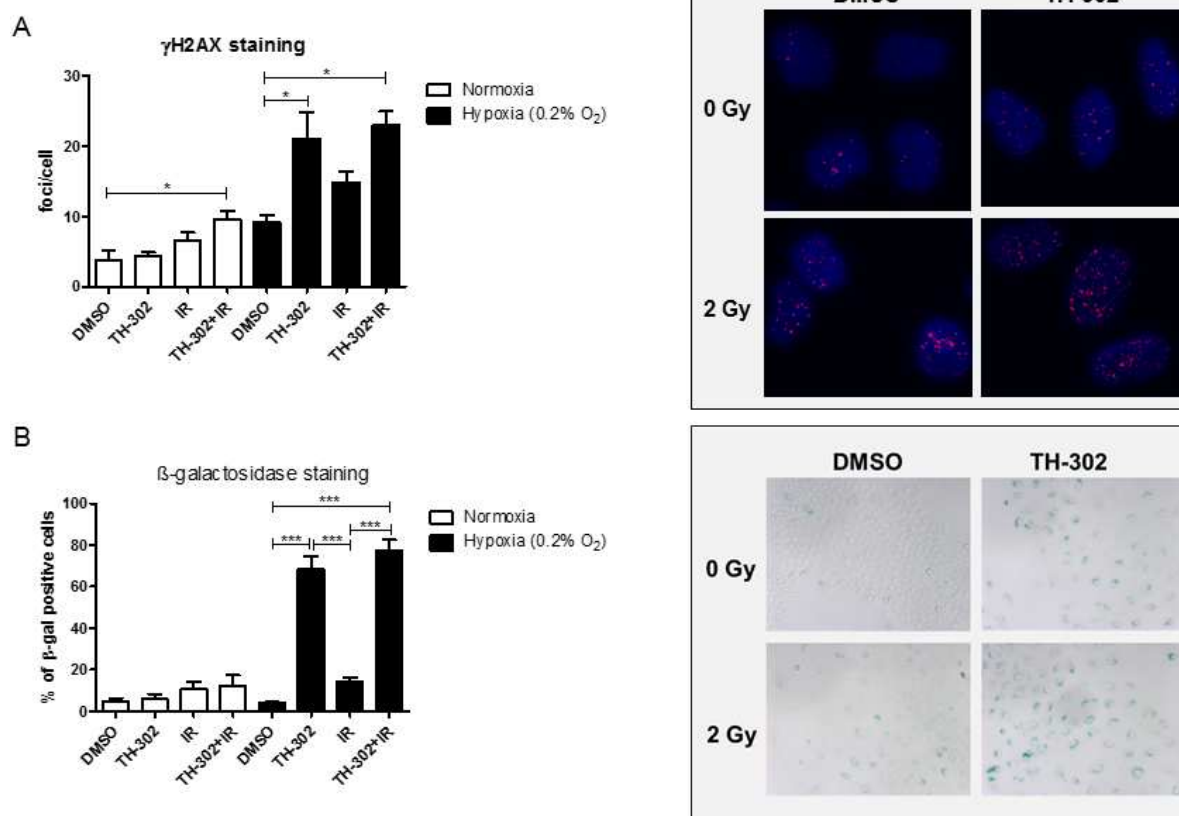 A
γH2AX staining
30
20
10
0
foci/cell
*
*
*
Normoxia
Hypoxia (0.2% O₂)
DMSO
TH-302
IR
TH-302+IR
DMSO
TH-302
IR
TH-302+IR
DMSO TH-302
0 Gy
2 Gy
B
ß-galactosidase staining
100
80
60
40
20
0
% of β-gal positive cells
***
***
*** ***
Normoxia
Hypoxia (0.2% O₂)
DMSO
TH-302
IR
TH-302+IR
DMSO
TH-302
IR
TH-302+IR
DMSO TH-302
0 Gy
2 Gy